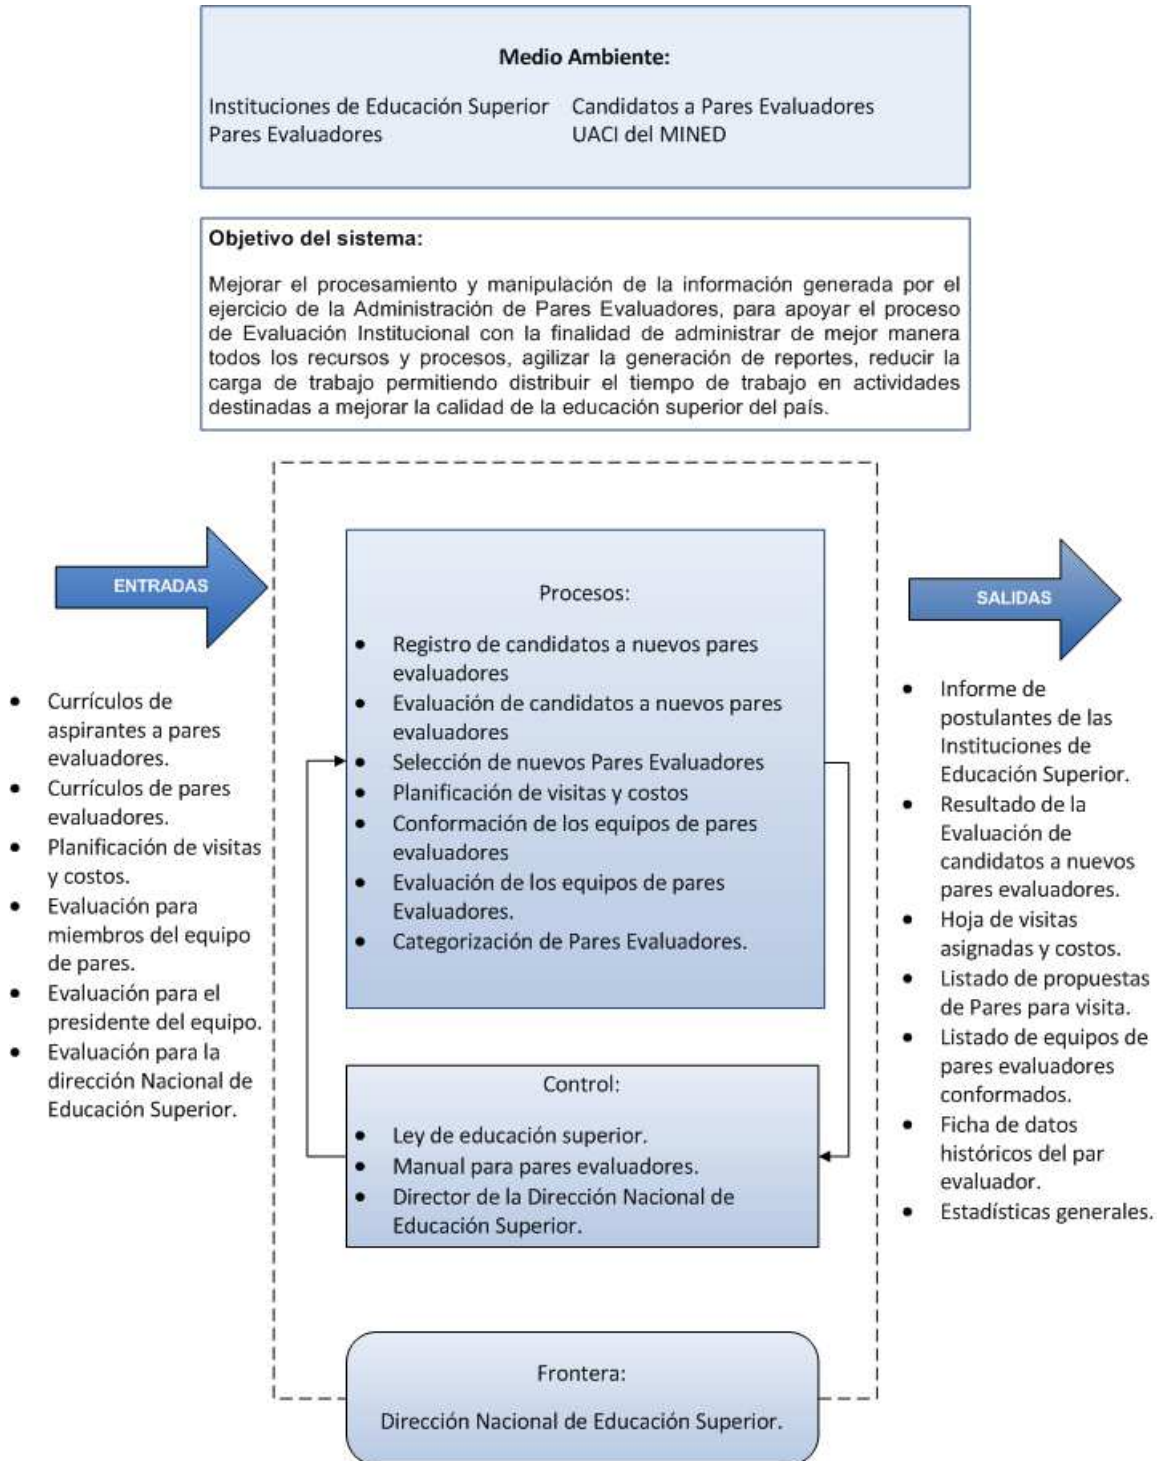 Medio Ambiente:
Instituciones de Educación Superior
Pares Evaluadores
Candidatos a Pares Evaluadores
UACI del MINED
Objetivo del sistema:
Mejorar el procesamiento y manipulación de la información generada por el
ejercicio de la Administración de Pares Evaluadores, para apoyar el proceso
de Evaluación Institucional con la finalidad de administrar de mejor manera
todos los recursos y procesos, agilizar la generación de reportes, reducir la
carga de trabajo permitiendo distribuir el tiempo de trabajo en actividades
destinadas a mejorar la calidad de la educación superior del país.
ENTRADAS
• Currículos de
aspirantes a pares
evaluadores.
• Currículos de pares
evaluadores.
• Planificación de visitas
y costos.
• Evaluación para
miembros del equipo
de pares.
• Evaluación para el
presidente del equipo.
• Evaluación para la
dirección Nacional de
Educación Superior.
Procesos:
• Registro de candidatos a nuevos pares
evaluadores
• Evaluación de candidatos a nuevos pares
evaluadores
• Selección de nuevos Pares Evaluadores
• Planificación de visitas y costos
• Conformación de los equipos de pares
evaluadores
• Evaluación de los equipos de pares
Evaluadores.
• Categorización de Pares Evaluadores.
Control:
• Ley de educación superior.
• Manual para pares evaluadores.
• Director de la Dirección Nacional de
Educación Superior.
Frontera:
Dirección Nacional de Educación Superior.
SALIDAS
• Informe de
postulantes de las
Instituciones de
Educación Superior.
• Resultado de la
Evaluación de
candidatos a nuevos
pares evaluadores.
• Hoja de visitas
asignadas y costos.
• Listado de propuestas
de Pares para visita.
• Listado de equipos de
pares evaluadores
conformados.
• Ficha de datos
históricos del par
evaluador.
• Estadísticas generales.